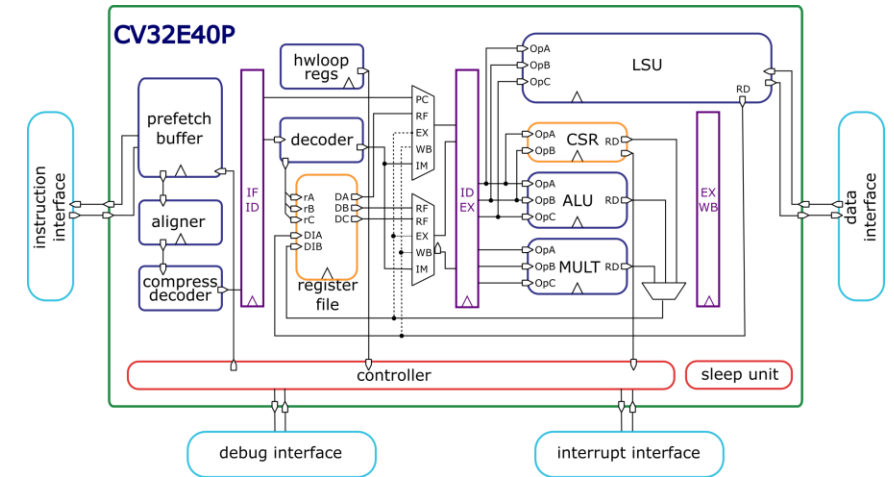 CV32E40P
instruction
interface
prefetch
buffer
aligner
compress
decoder
IF
ID
hwloop
regs
decoder
rA
rB
rC
DIA
DIB
DA
DB
DC
register
file
PC
RF
EX
WB
IM
RF
RF
EX
WB
IM
ID
EX
OpA
OpB
OpC
LSU
RD
OpA
OpB
CSR RD
OpA
OpB
OpC
ALU RD
OpA
OpB
OpC
MULT RD
EX
WB
data
interface
controller
sleep unit
debug interface
interrupt interface